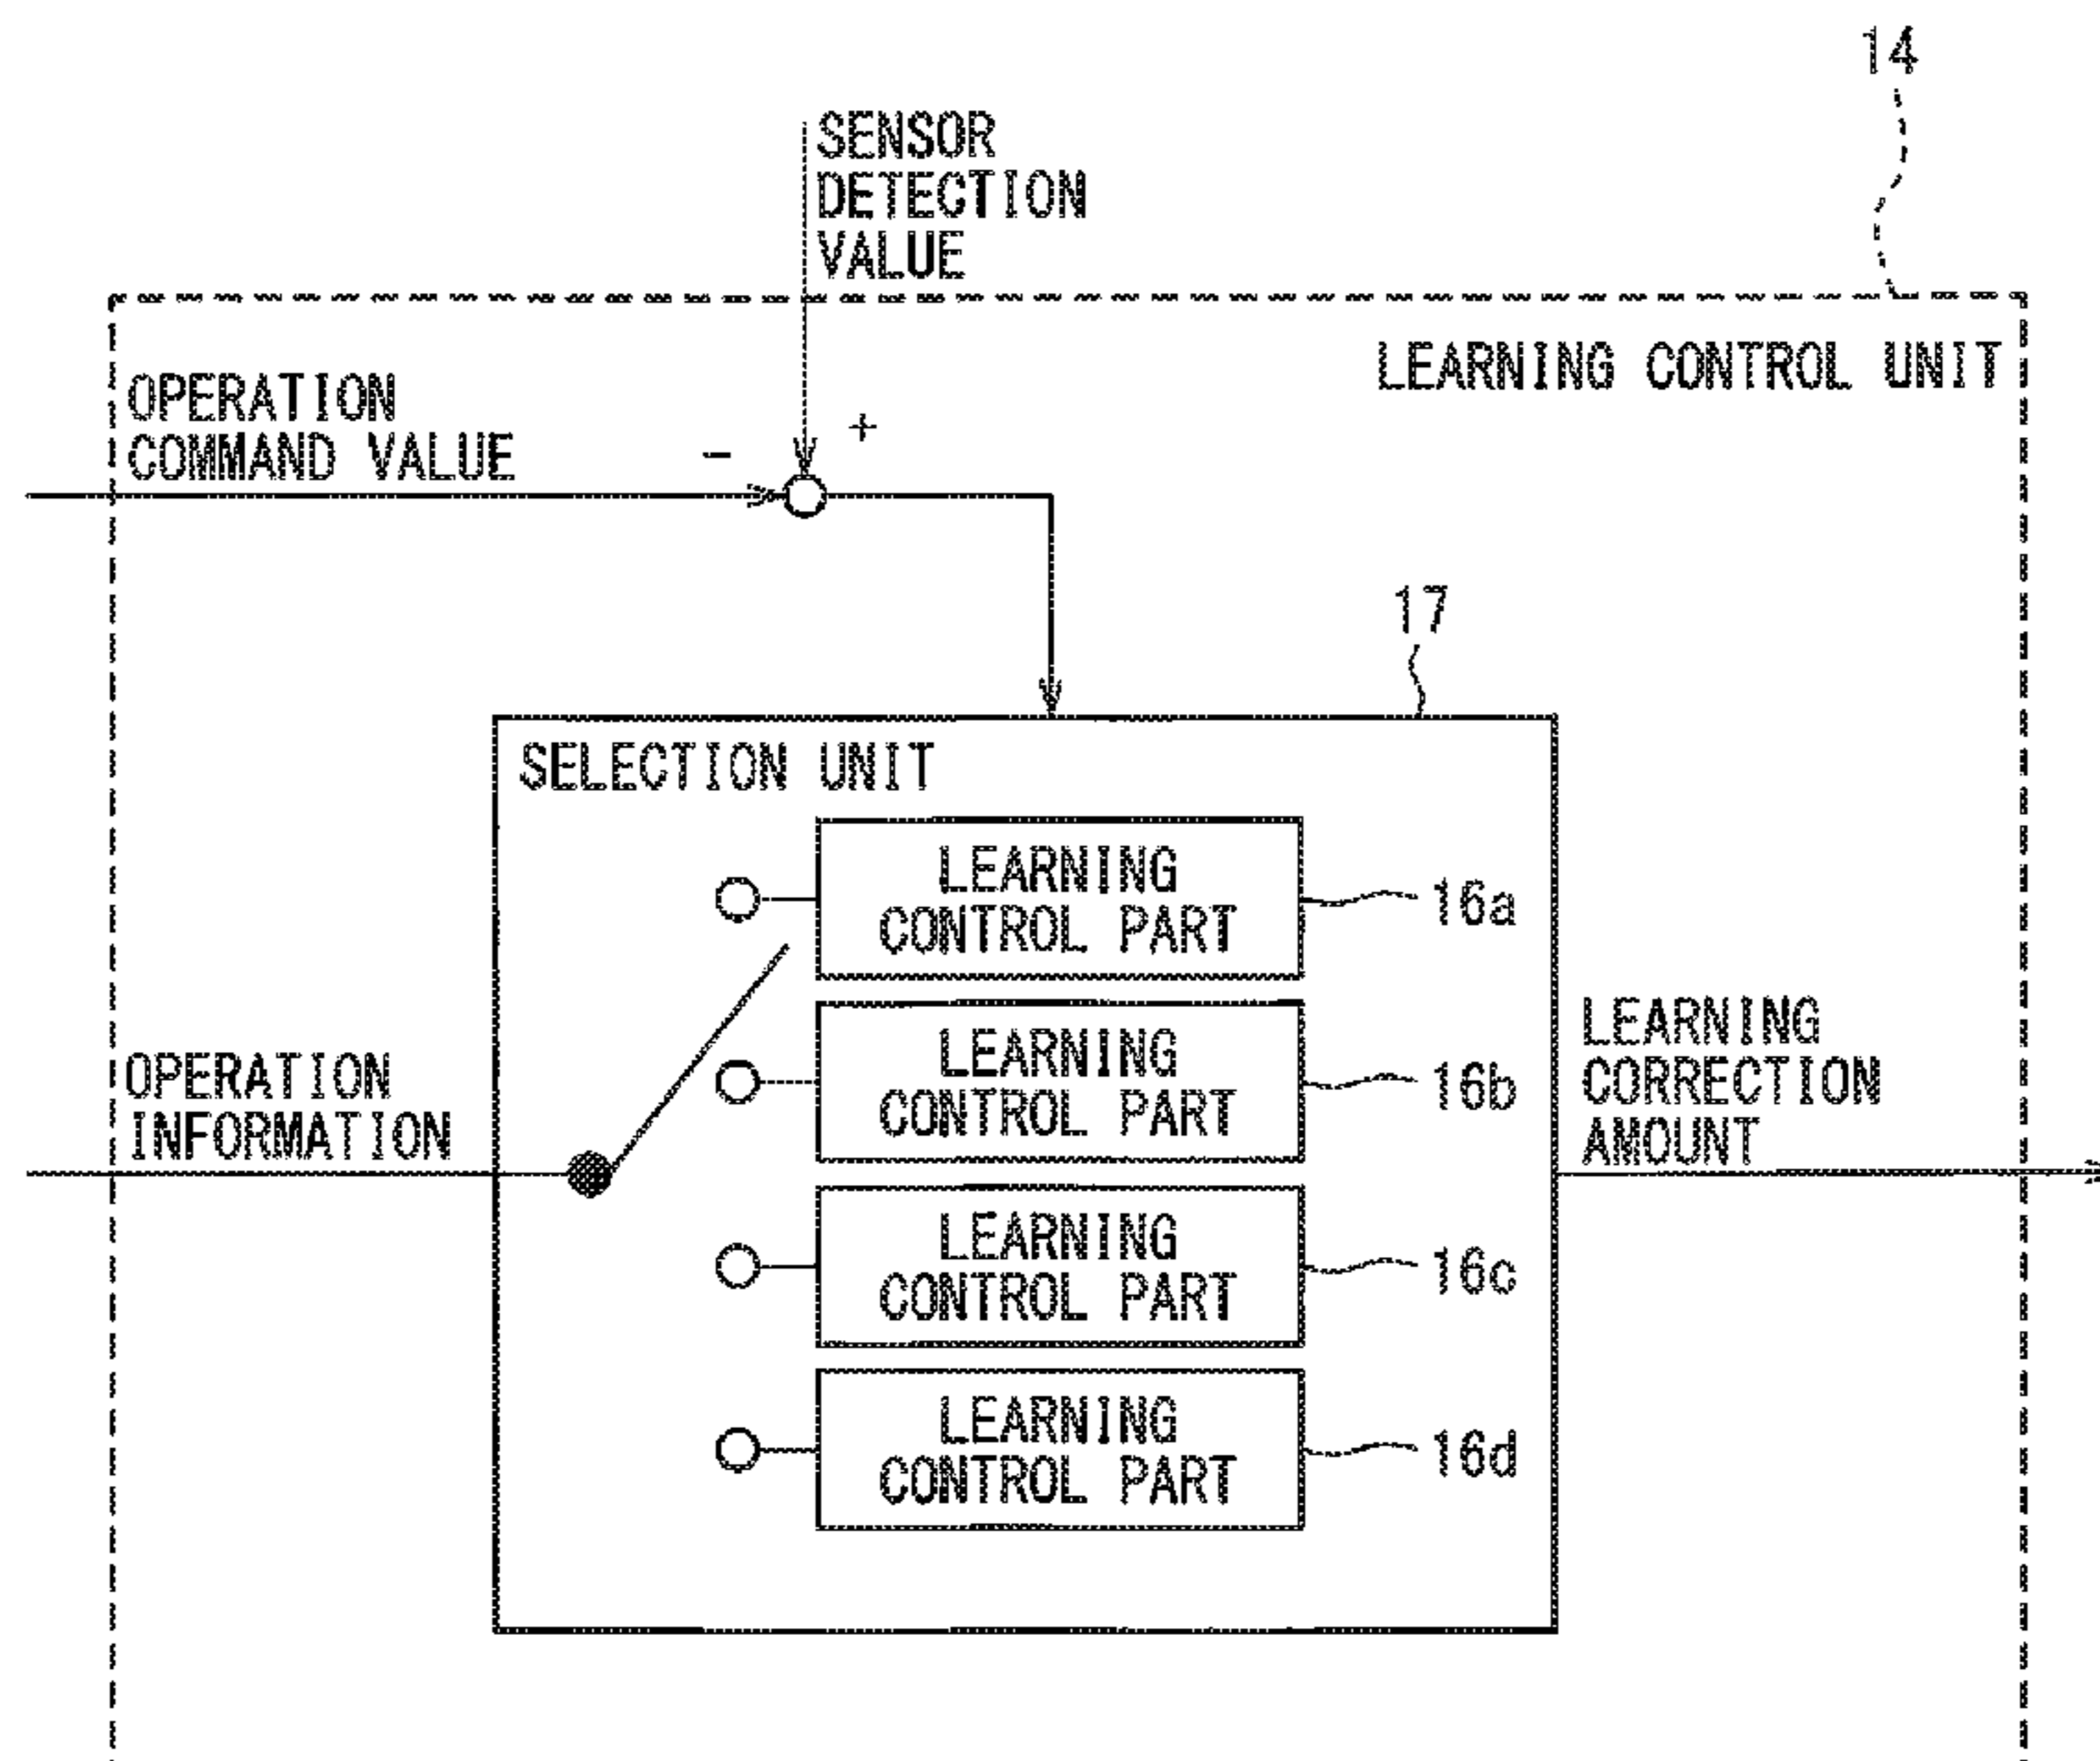 14
SENSOR
DETECTION
VALUE
LEARNING CONTROL UNIT
OPERATION
COMMAND VALUE
- +
17
SELECTION UNIT
LEARNING
CONTROL PART
16a
LEARNING
CONTROL PART
16b
OPERATION
INFORMATION
LEARNING
CORRECTION
AMOUNT
LEARNING
CONTROL PART
16c
LEARNING
CONTROL PART
16d